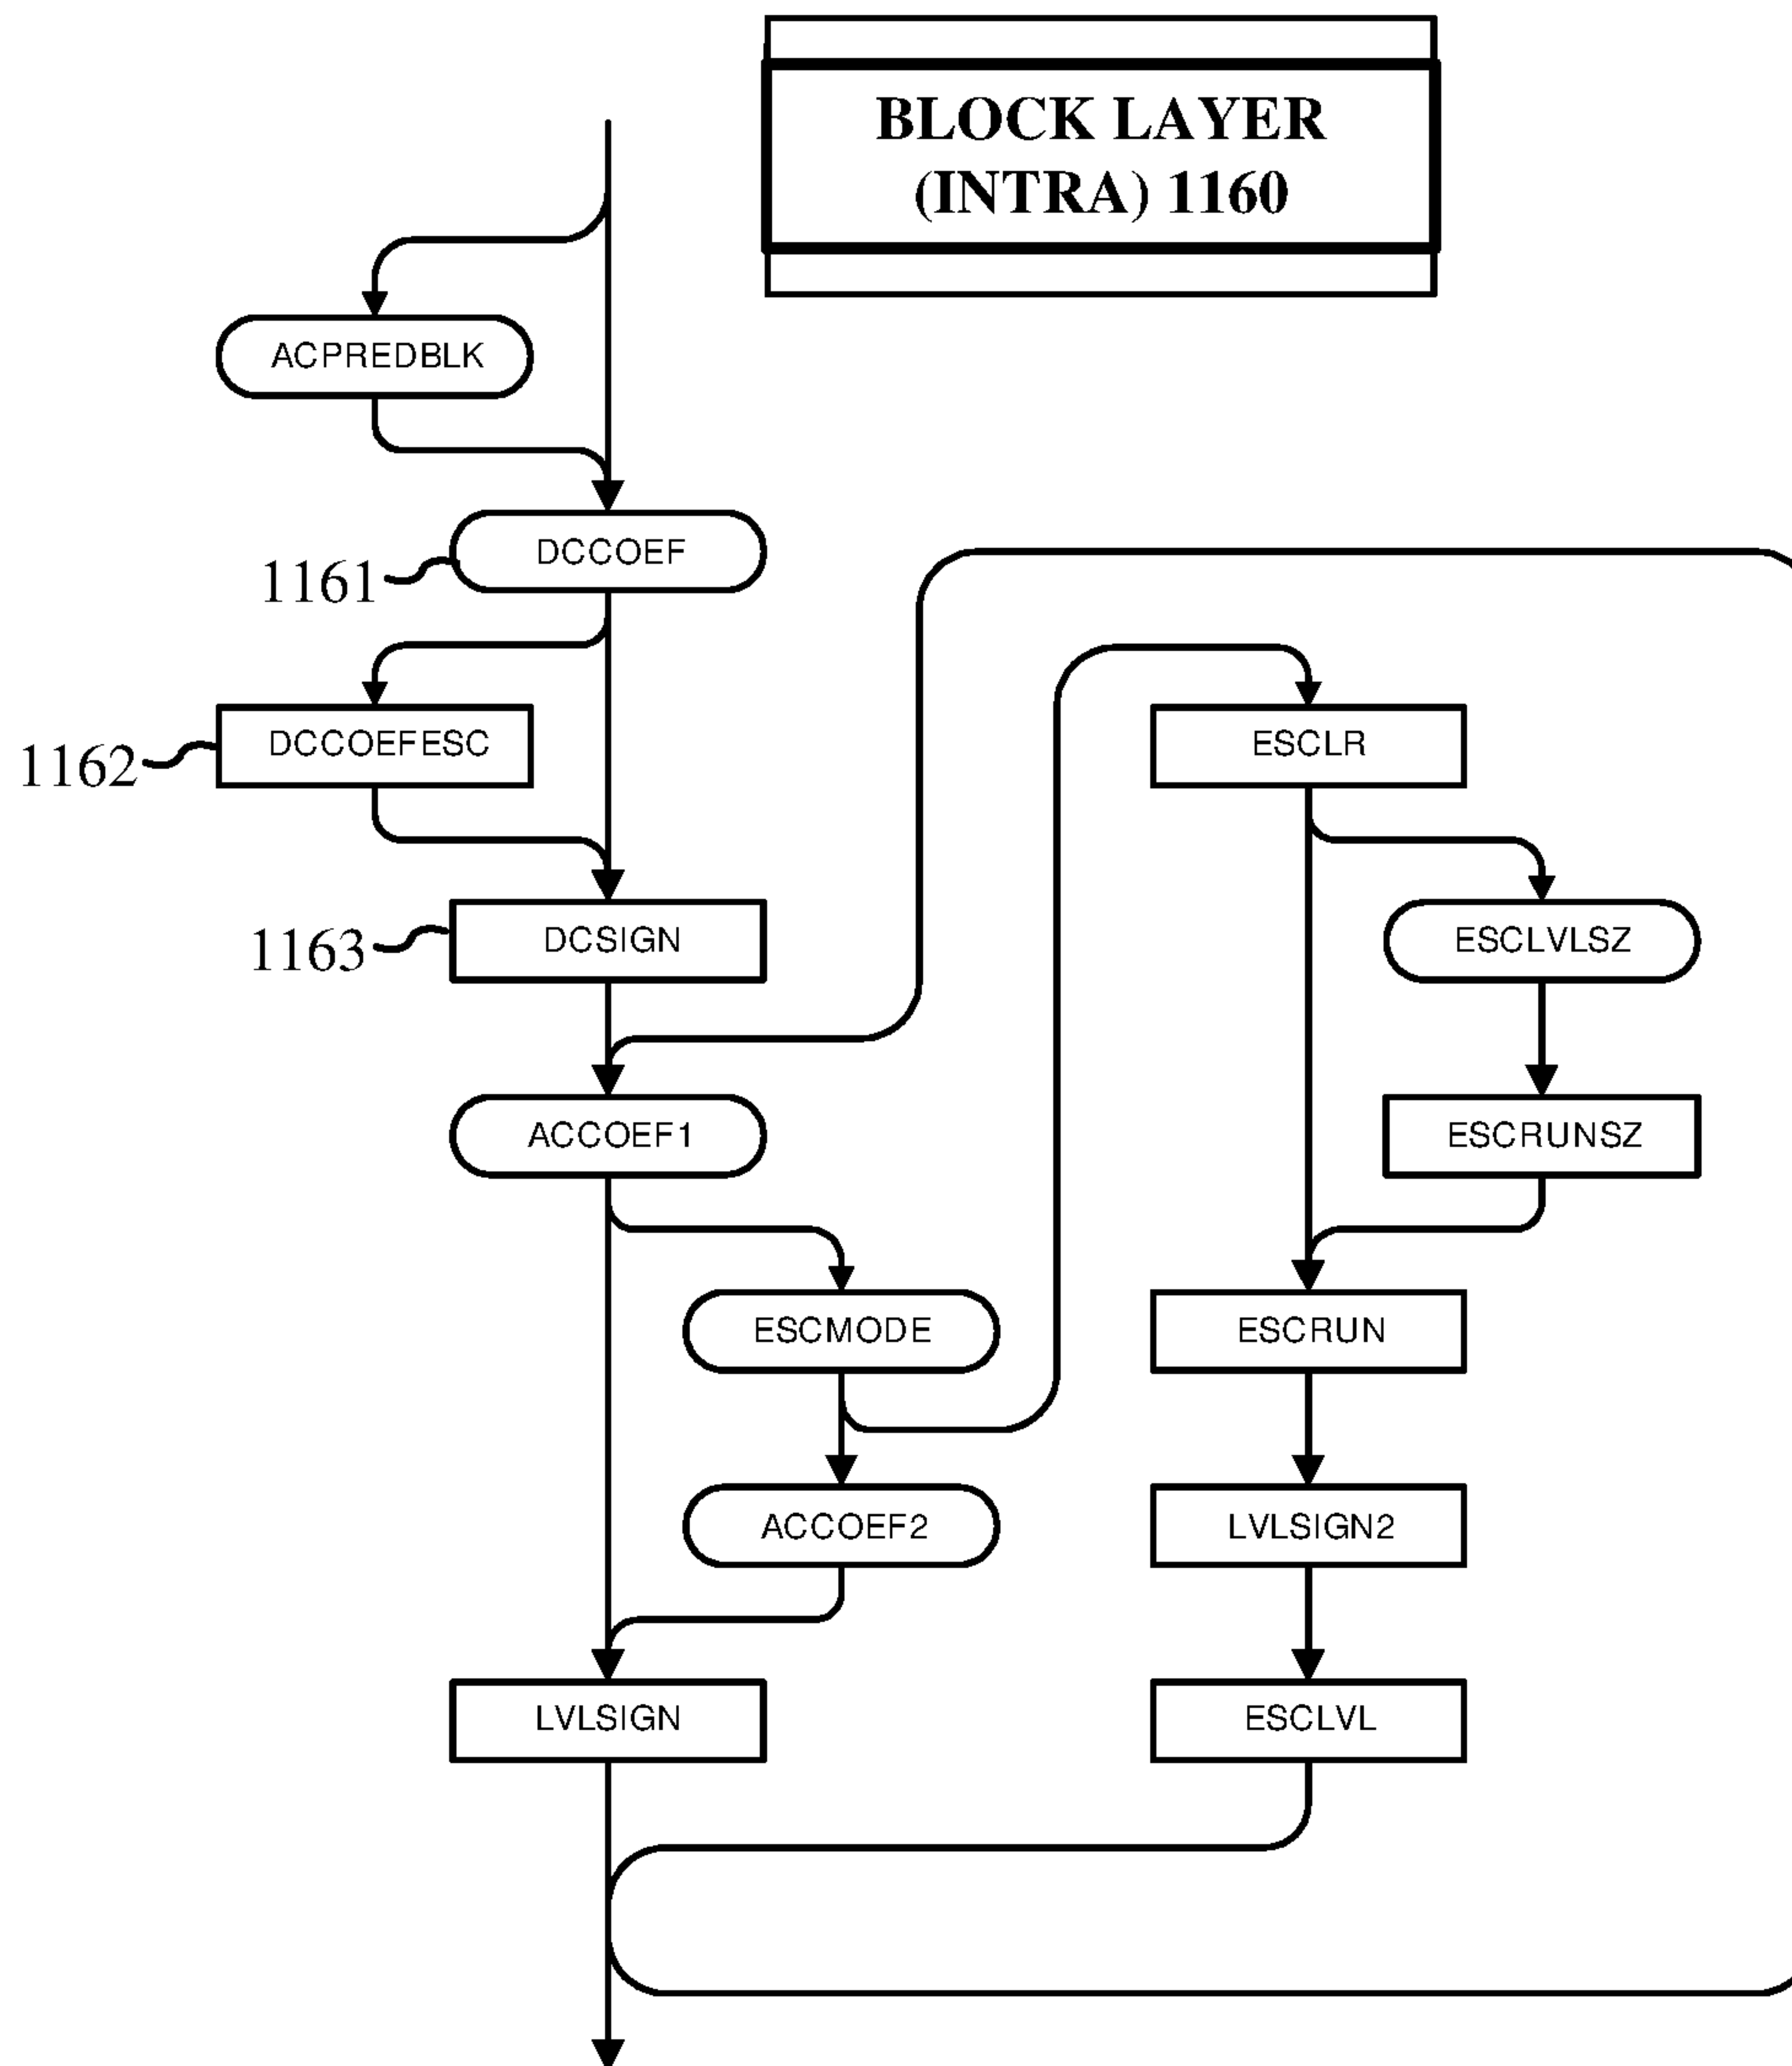 BLOCK LAYER
(INTRA) 1160
ACPREDBLK
DCCOEF
1161
DCCOEFESC
1162
DCSIGN
1163
ACCOEF1
ESCMODE
ACCOEF2
LVLSIGN
ESCLR
ESCLVLSZ
ESCRUNSZ
ESCRUN
LVLSIGN2
ESCLVL